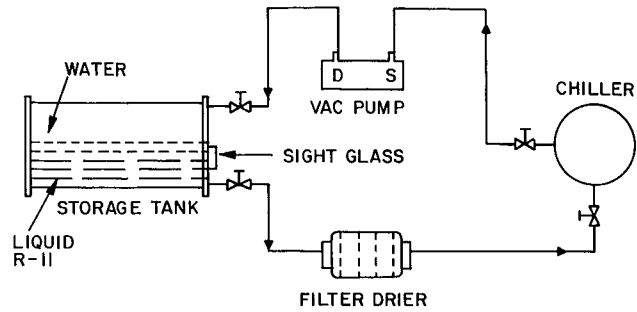 WATER
D S
VAC PUMP
CHILLER
SIGHT GLASS
STORAGE TANK
LIQUID
R-11
FILTER DRIER